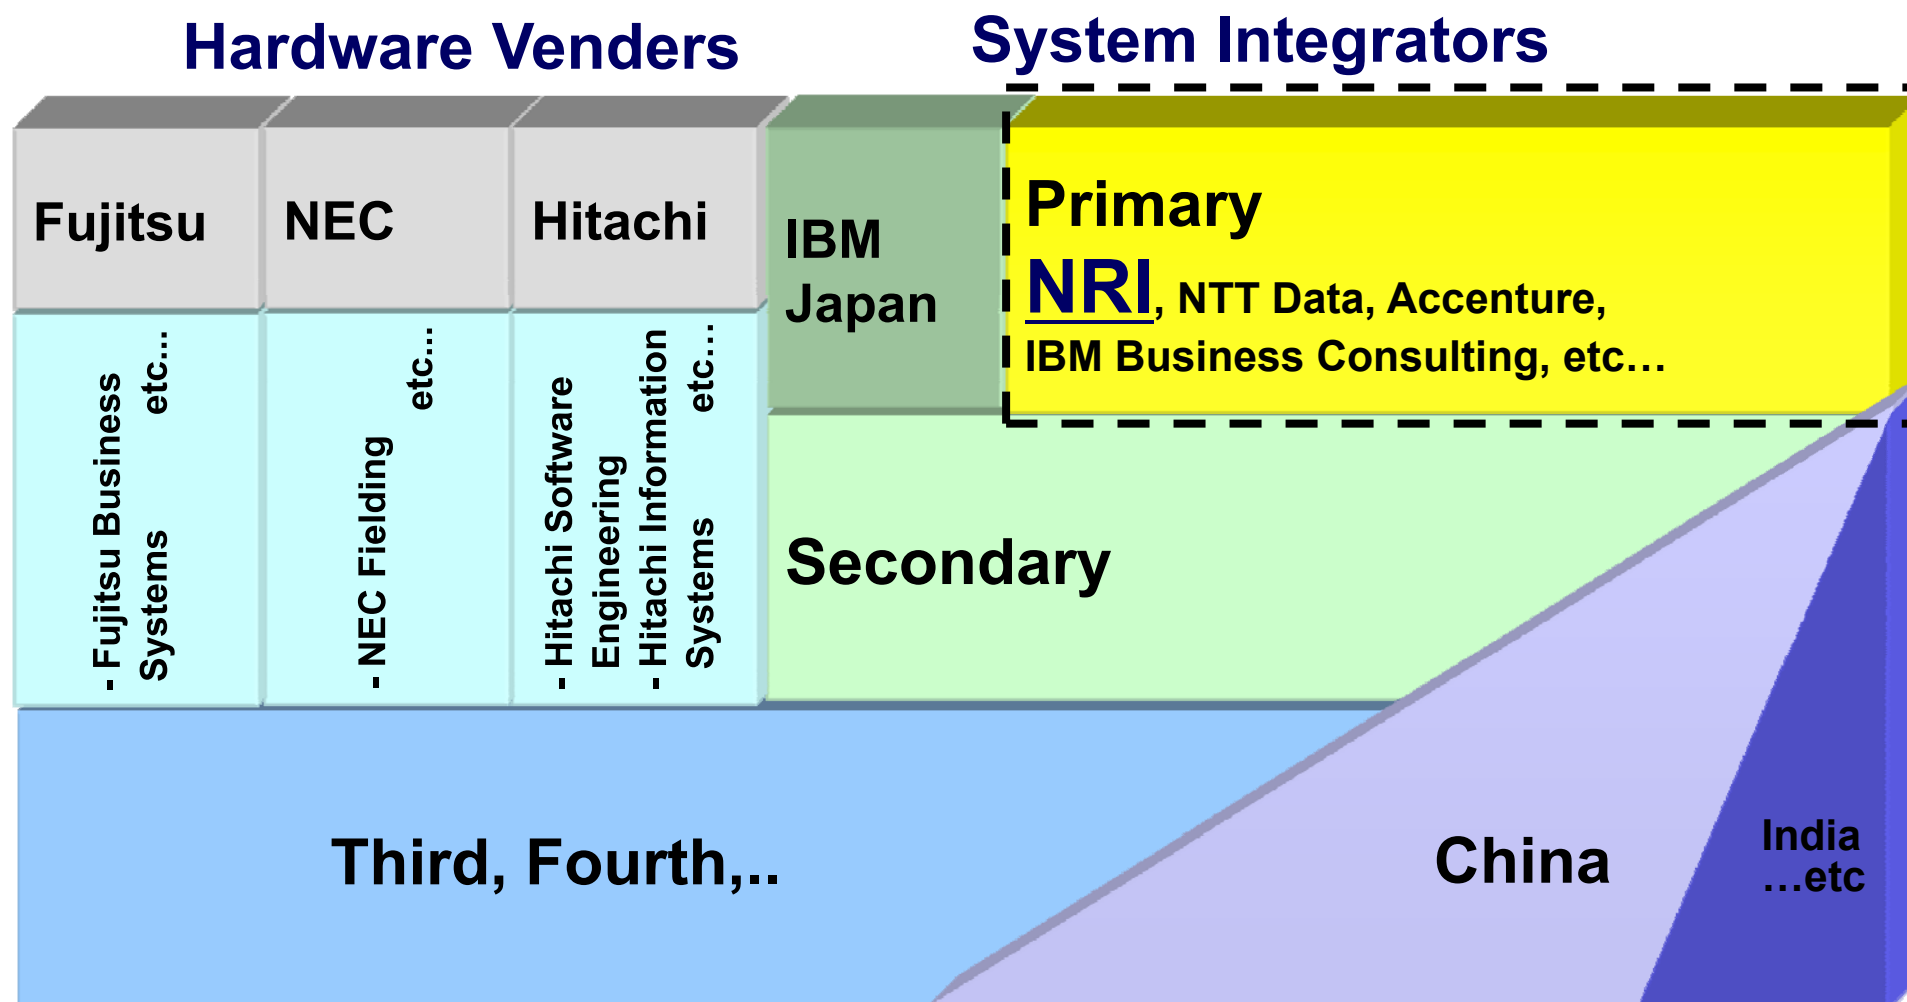 Hardware Venders
System Integrators
Fujitsu
NEC
Hitachi
IBM
Japan
Primary
NRI, NTT Data, Accenture,
IBM Business Consulting, etc…
- Fujitsu Business
Systems etc...
- NEC Fielding
etc...
- Hitachi Software
Engineering
- Hitachi Information
Systems etc…
Secondary
Third, Fourth,..
China
India
…etc